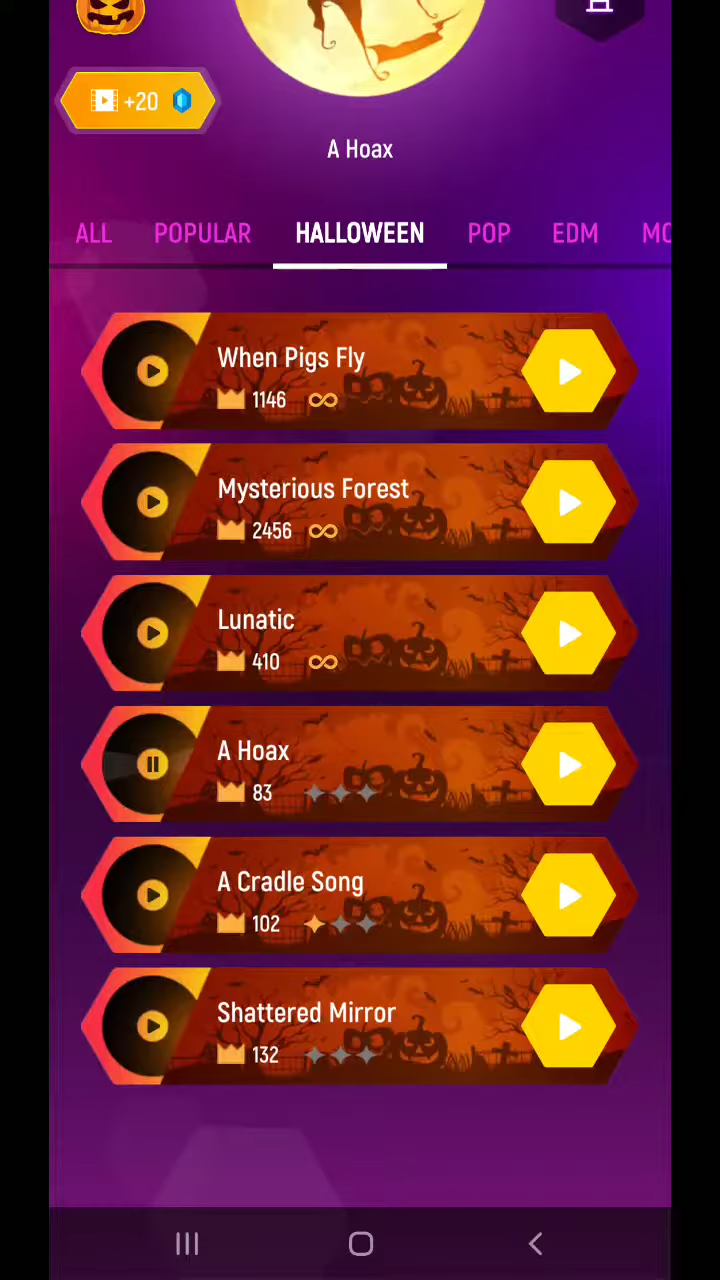 +20
A Hoax
ALL POPULAR HALLOWEEN POP EDM
When Pigs Fly
1146
Mysterious Forest
2456
Lunatic
410
A Hoax
83
A Cradle Song
102
Shattered Mirror
132